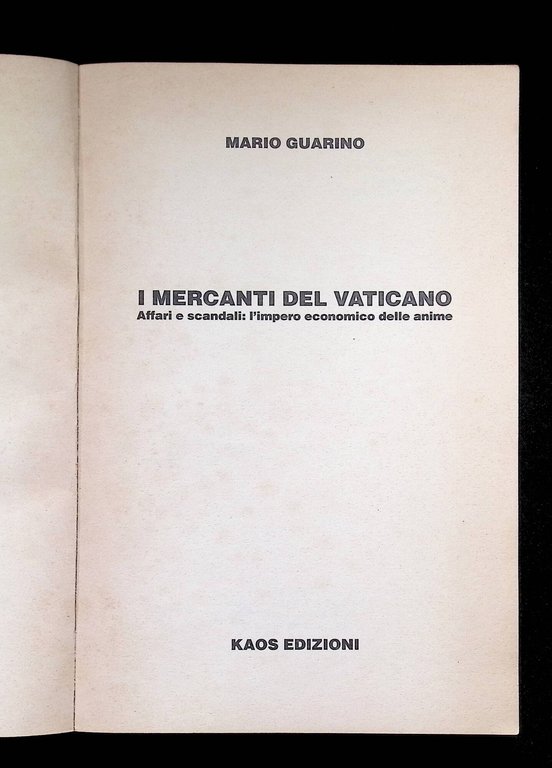 MARIO GUARINO
I MERCANTI DEL VATICANO
Affari e scandali: l'impero economico delle anime
KAOS EDIZIONI